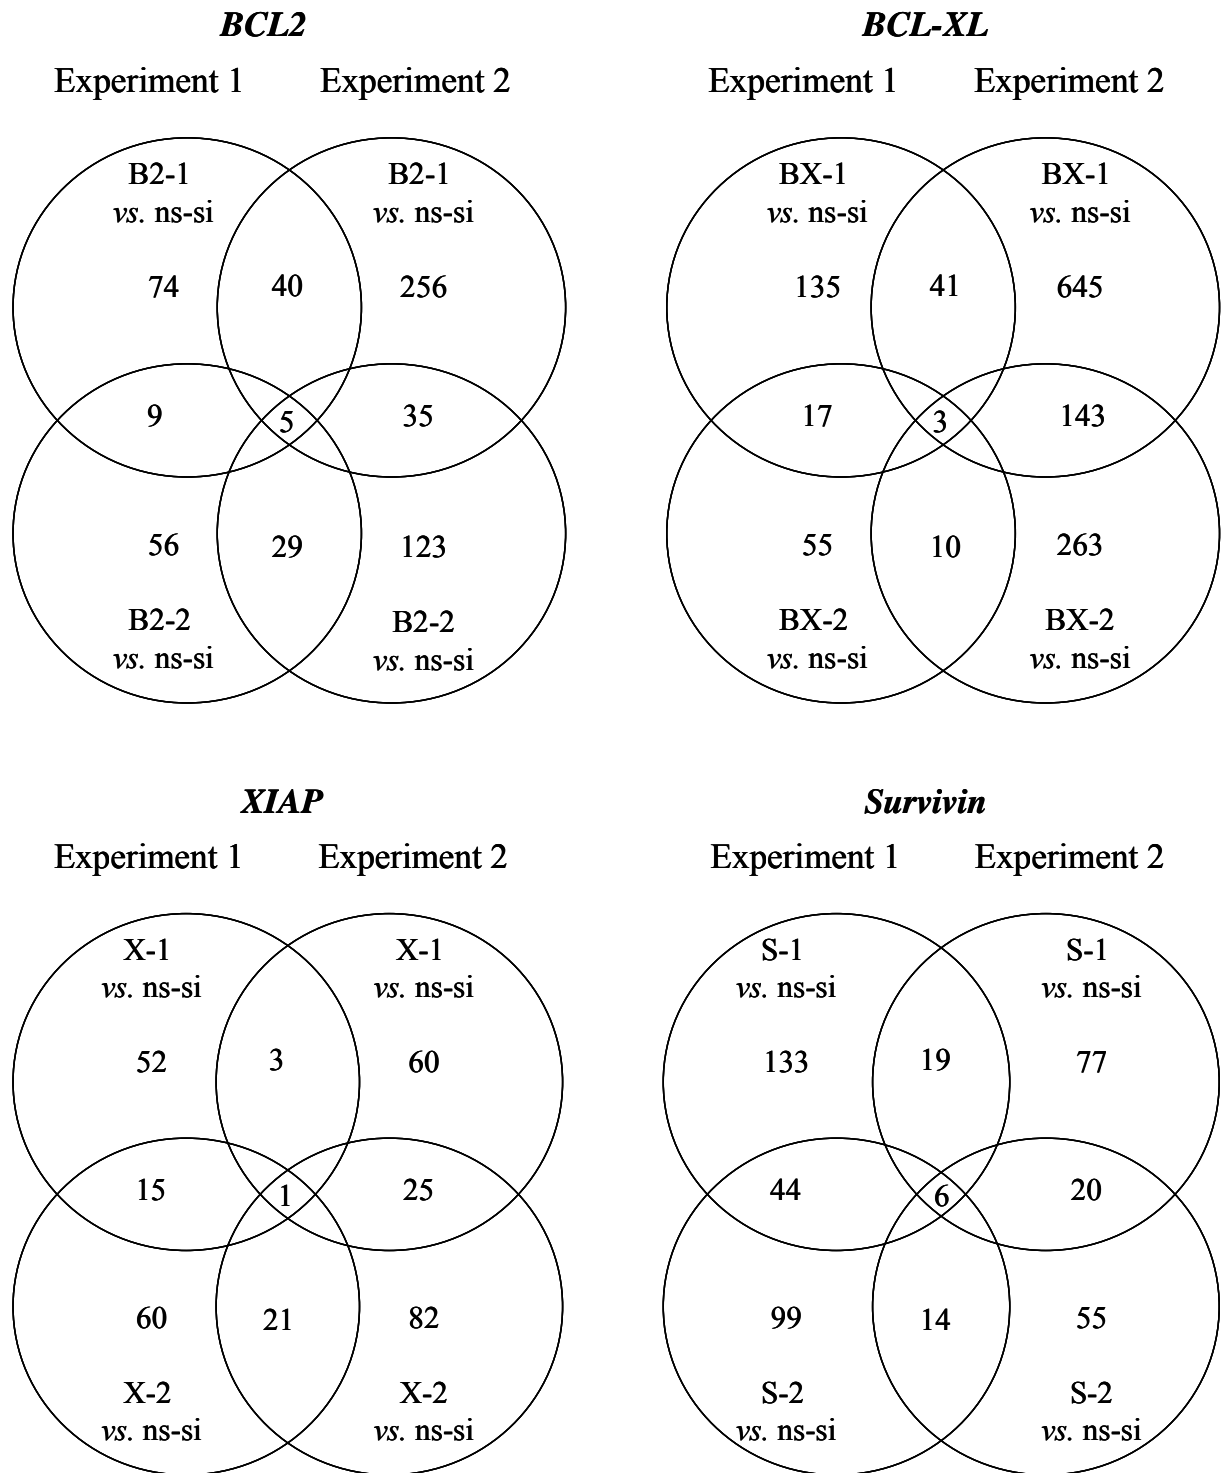 BCL2
Experiment 1 Experiment 2
B2-1 B2-1
vs. ns-si vs. ns-si
74 40 256
9 5 35
56 29 123
B2-2 B2-2
vs. ns-si vs. ns-si
BCL-XL
Experiment 1 Experiment 2
BX-1 BX-1
vs. ns-si vs. ns-si
135 41 645
17 3 143
55 10 263
BX-2 BX-2
vs. ns-si vs. ns-si
XIAP
Experiment 1 Experiment 2
X-1 X-1
vs. ns-si vs. ns-si
52 3 60
15 1 25
60 21 82
X-2 X-2
vs. ns-si vs. ns-si
Survivin
Experiment 1 Experiment 2
S-1 S-1
vs. ns-si vs. ns-si
133 19 77
44 6 20
99 14 55
S-2 S-2
vs. ns-si vs. ns-si